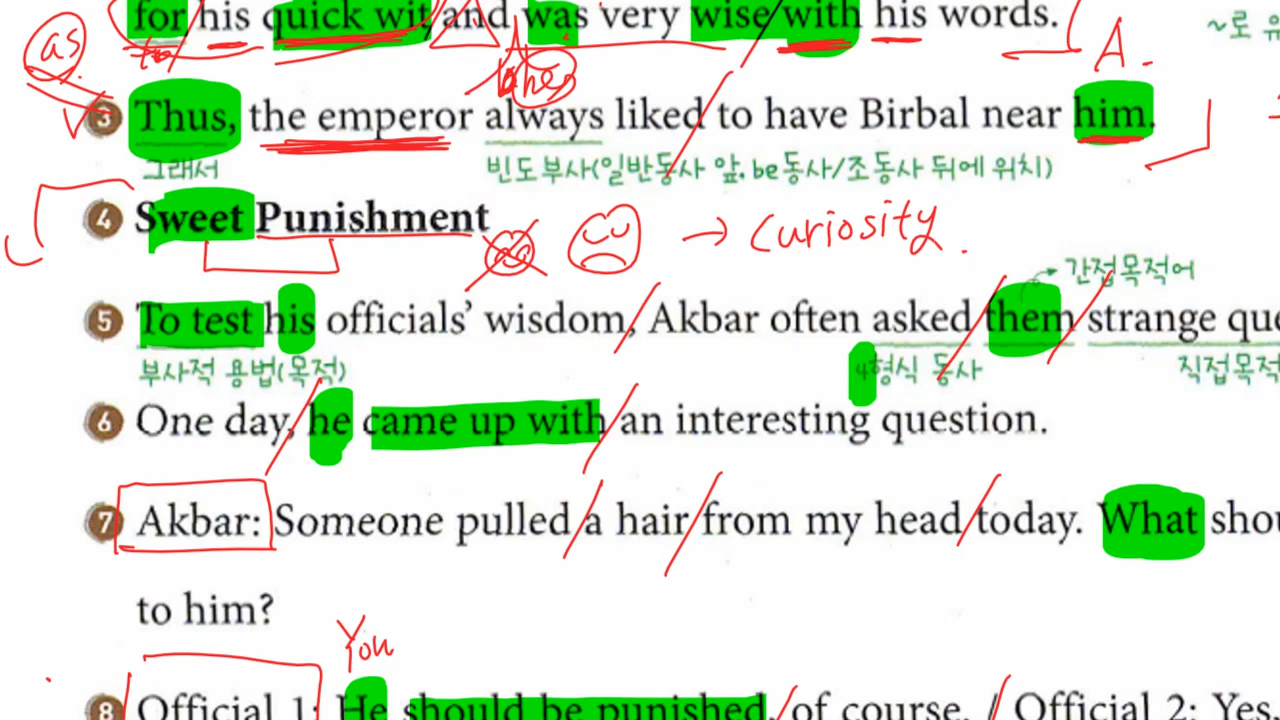 for his quick wit and was very wise with his words.
as to takes A. ~로 유
3 Thus, the emperor always liked to have Birbal near him.
그래서 빈도 부사(일반동사 앞, be동사/조동사 뒤에 위치)
4 Sweet Punishment → Curiosity.
간접목적어
5 To test his officials' wisdom, Akbar often asked them strange que
부사적 용법(목적) 4형식 동사 직접목적
6 One day, he came up with an interesting question.
7 Akbar: Someone pulled a hair from my head today. What shou
to him?
You
8 Official 1: He should be punished, of course. / Official 2: Yes,